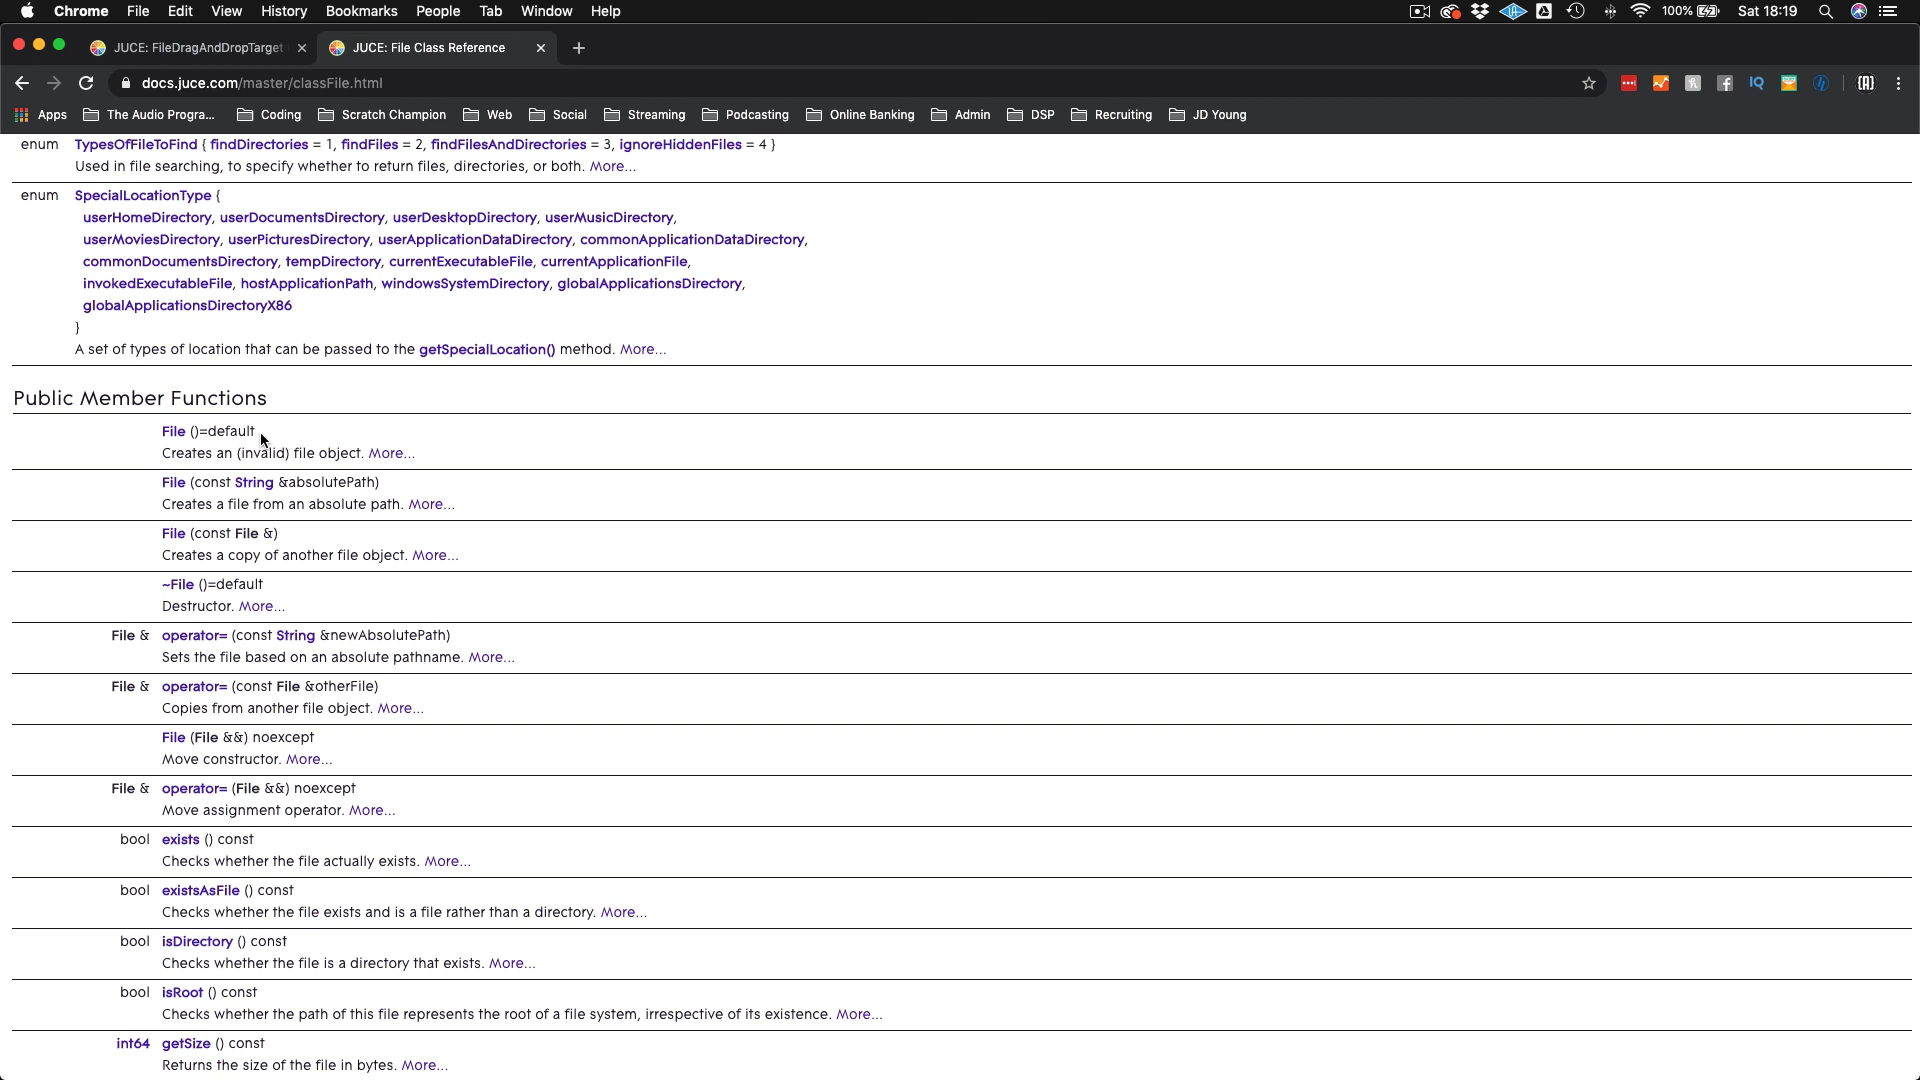 Chrome File Edit View History Bookmarks People Tab Window Help 100% Sat 18:19
JUCE: FileDragAndDropTarget JUCE: File Class Reference
docs.juce.com/master/classFile.html
Apps The Audio Progra... Coding Scratch Champion Web Social Streaming Podcasting Online Banking Admin DSP Recruiting JD Young
enum TypesOfFileToFind { findDirectories = 1, findFiles = 2, findFilesAndDirectories = 3, ignoreHiddenFiles = 4 }
Used in file searching, to specify whether to return files, directories, or both. More...
enum SpecialLocationType {
userHomeDirectory, userDocumentsDirectory, userDesktopDirectory, userMusicDirectory,
userMoviesDirectory, userPicturesDirectory, userApplicationDataDirectory, commonApplicationDataDirectory,
commonDocumentsDirectory, tempDirectory, currentExecutableFile, currentApplicationFile,
invokedExecutableFile, hostApplicationPath, windowsSystemDirectory, globalApplicationsDirectory,
globalApplicationsDirectoryX86
}
A set of types of location that can be passed to the getSpecialLocation() method. More...
Public Member Functions
File ()=default
Creates an (invalid) file object. More...
File (const String &absolutePath)
Creates a file from an absolute path. More...
File (const File &)
Creates a copy of another file object. More...
~File ()=default
Destructor. More...
File & operator= (const String &newAbsolutePath)
Sets the file based on an absolute pathname. More...
File & operator= (const File &otherFile)
Copies from another file object. More...
File (File &&) noexcept
Move constructor. More...
File & operator= (File &&) noexcept
Move assignment operator. More...
bool exists () const
Checks whether the file actually exists. More...
bool existsAsFile () const
Checks whether the file exists and is a file rather than a directory. More...
bool isDirectory () const
Checks whether the file is a directory that exists. More...
bool isRoot () const
Checks whether the path of this file represents the root of a file system, irrespective of its existence. More...
int64 getSize () const
Returns the size of the file in bytes. More...